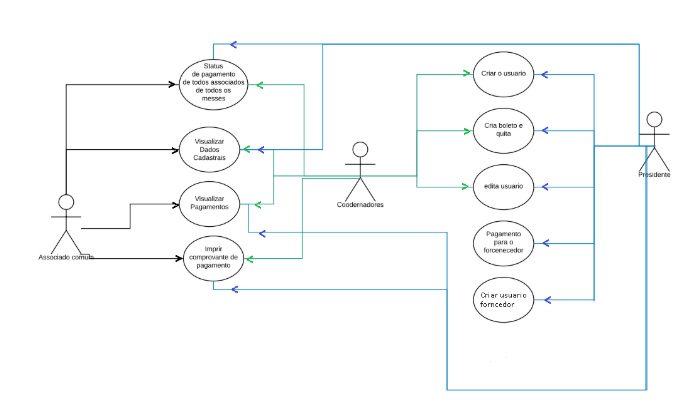 Status
de pagamento
de todos associados
de todos os
messes
Criar o usuario
Cria boleto e
quita
Visualizar
Dados
Cadastrais
Presidente
edita usuario
Coodernadores
Visualizar
Pagamentos
Pagamento
para o
forcenecedor
Imprir
comprovante de
pagamento
Associado comum
Criar usuario
forncedor